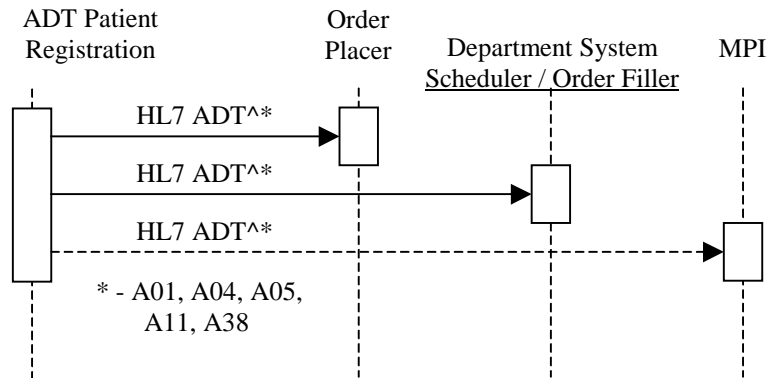 ADT Patient
Registration
Order
Placer
Department System
Scheduler / Order Filler
MPI
HL7 ADT^*
HL7 ADT^*
HL7 ADT^*
* - A01, A04, A05,
A11, A38